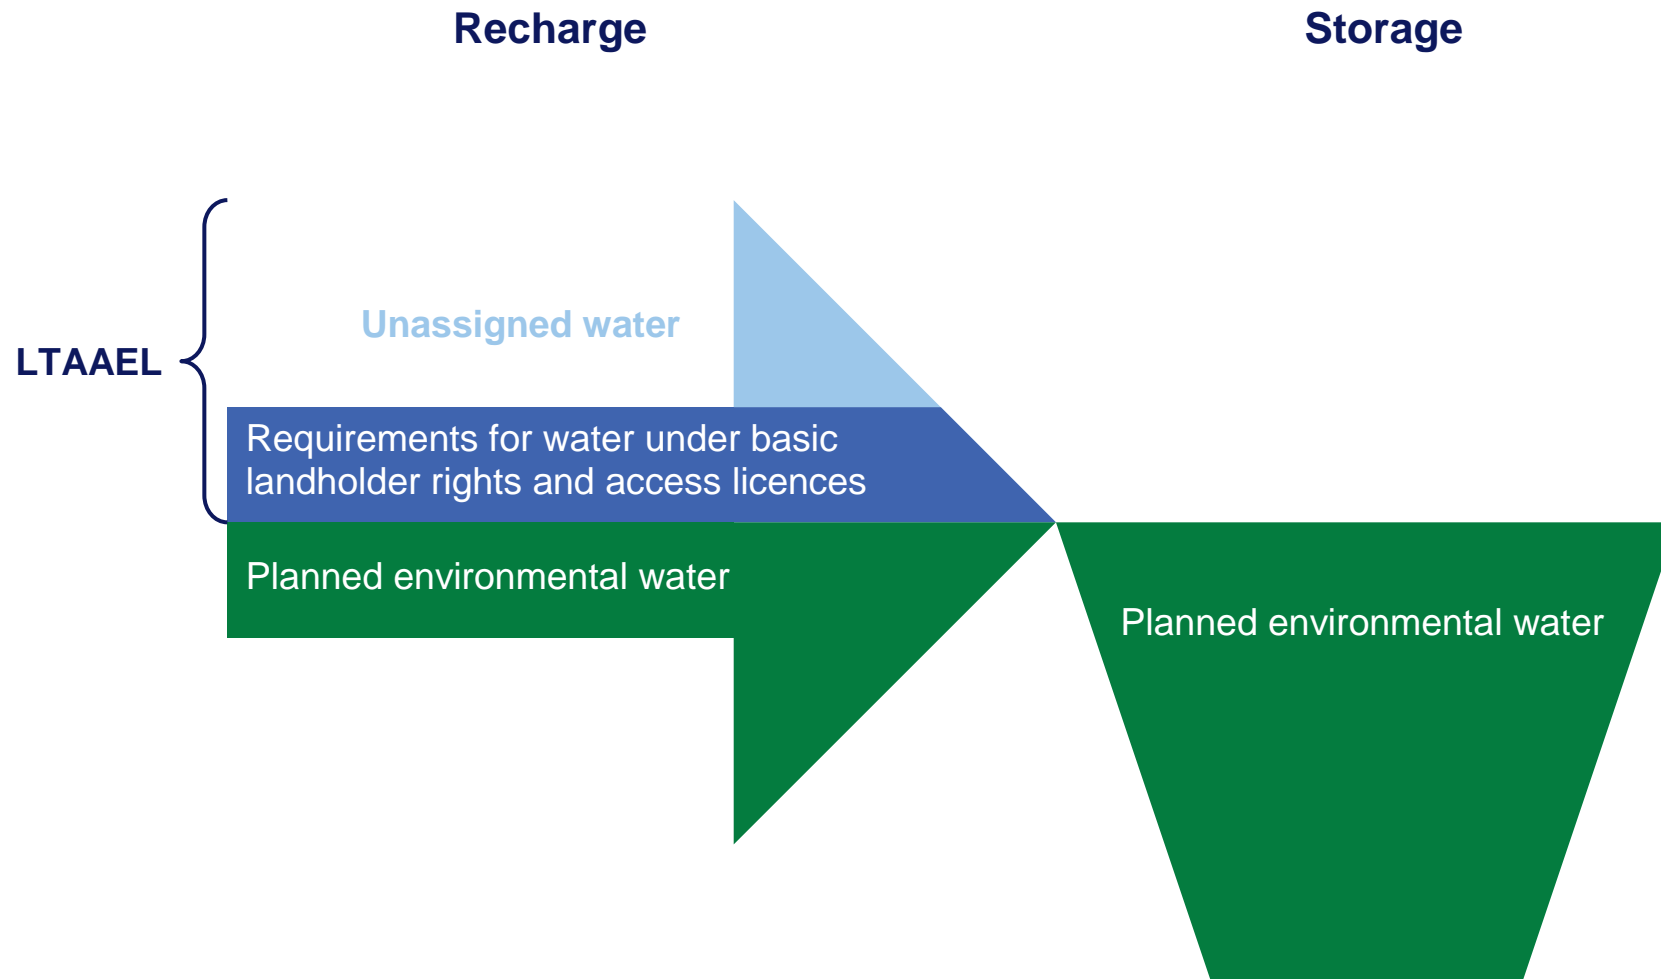 Recharge
Storage
Unassigned water
LTAAEL
Requirements for water under basic
landholder rights and access licences
Planned environmental water
Planned environmental water